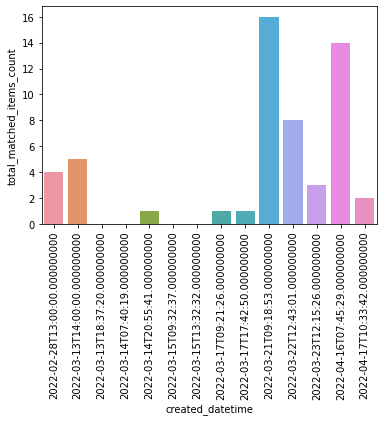 total_matched_items_count
16
14
12
10
8
6
4
2
0
2022-02-28T13:00:00.000000000
2022-03-13T14:00:00.000000000
2022-03-13T18:37:20.000000000
2022-03-14T07:40:19.000000000
2022-03-14T20:55:41.000000000
2022-03-15T09:32:37.000000000
2022-03-15T13:32:32.000000000
2022-03-17T09:21:26.000000000
2022-03-17T17:42:50.000000000
2022-03-21T09:18:53.000000000
2022-03-22T12:43:01.000000000
2022-03-23T12:15:26.000000000
2022-04-16T07:45:29.000000000
2022-04-17T10:33:42.000000000
created_datetime